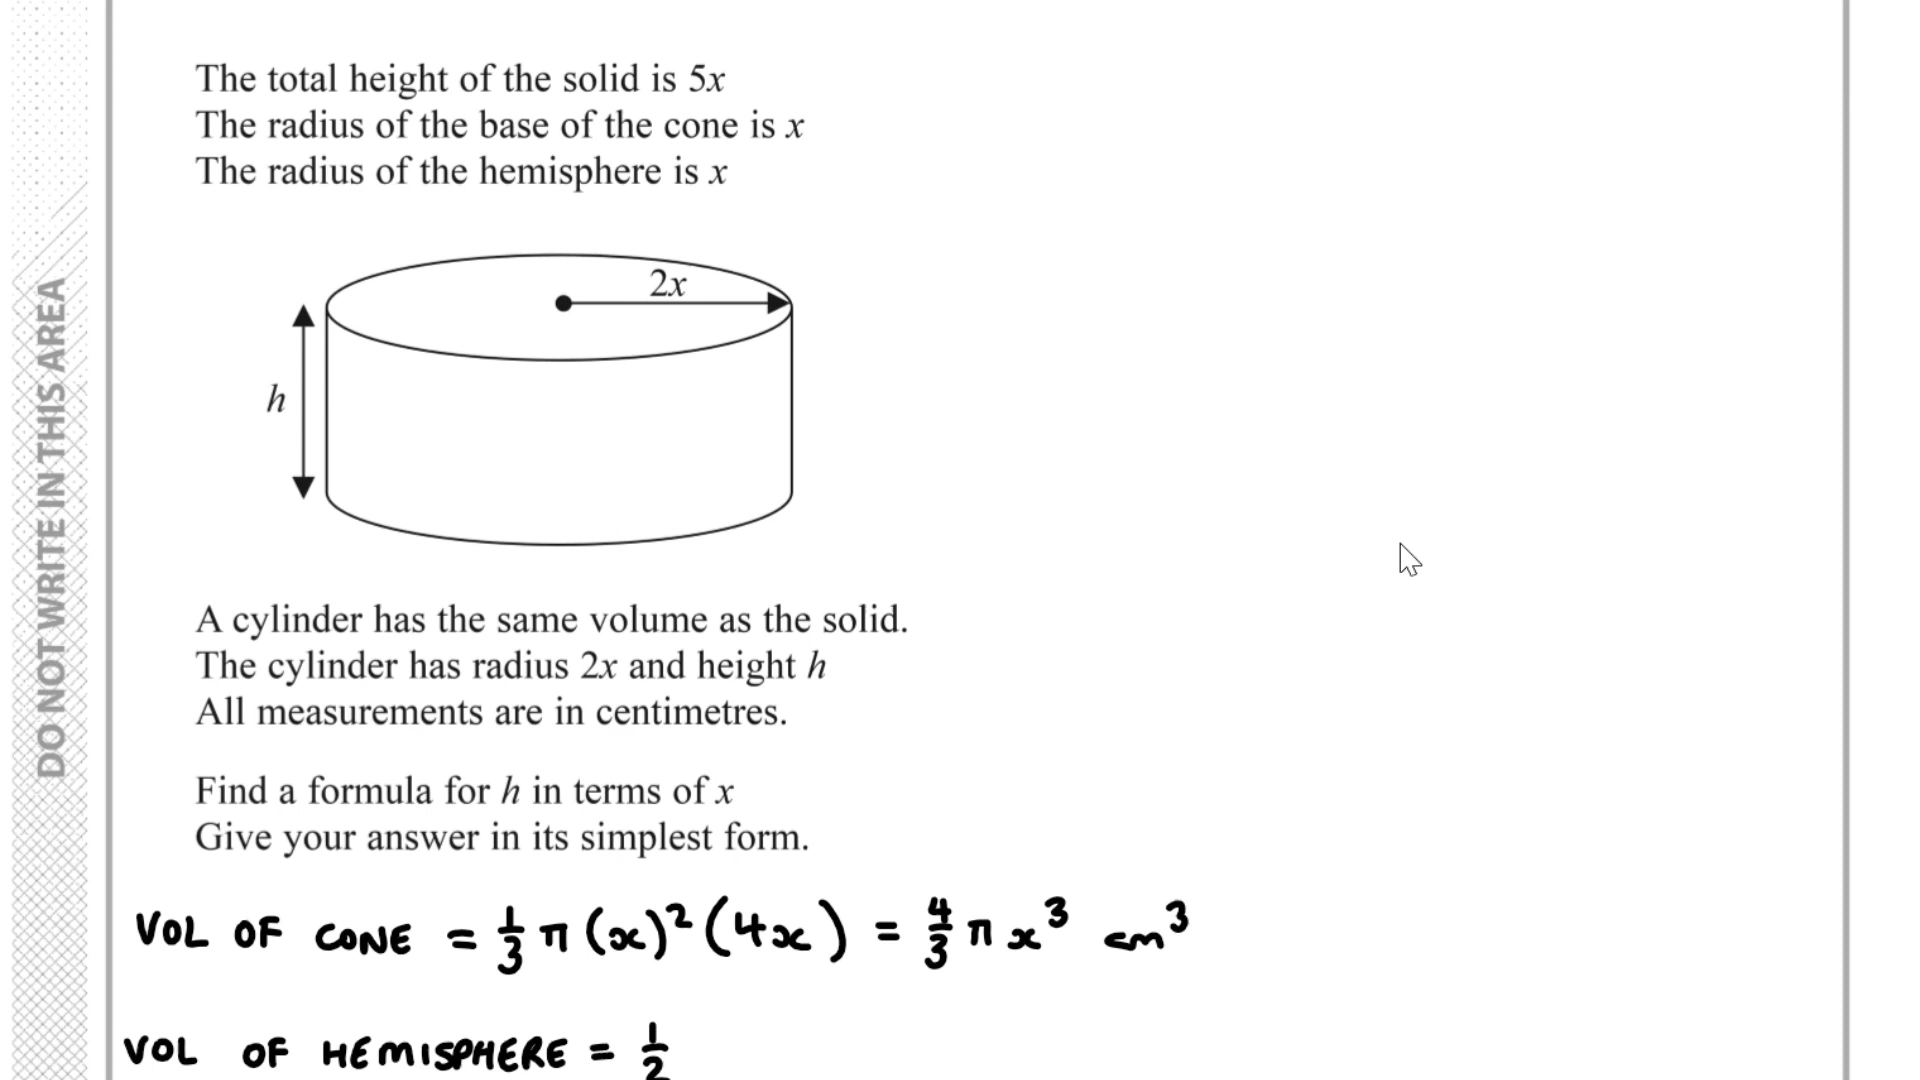 The total height of the solid is 5x
The radius of the base of the cone is x
The radius of the hemisphere is x
2x
h
DO NOT WRITE IN THIS AREA
A cylinder has the same volume as the solid.
The cylinder has radius 2x and height h
All measurements are in centimetres.
Find a formula for h in terms of x
Give your answer in its simplest form.
VOL OF CONE = 1/3 π (x)² (4x) = 4/3 π x³ cm³
VOL OF HEMISPHERE = 1/2